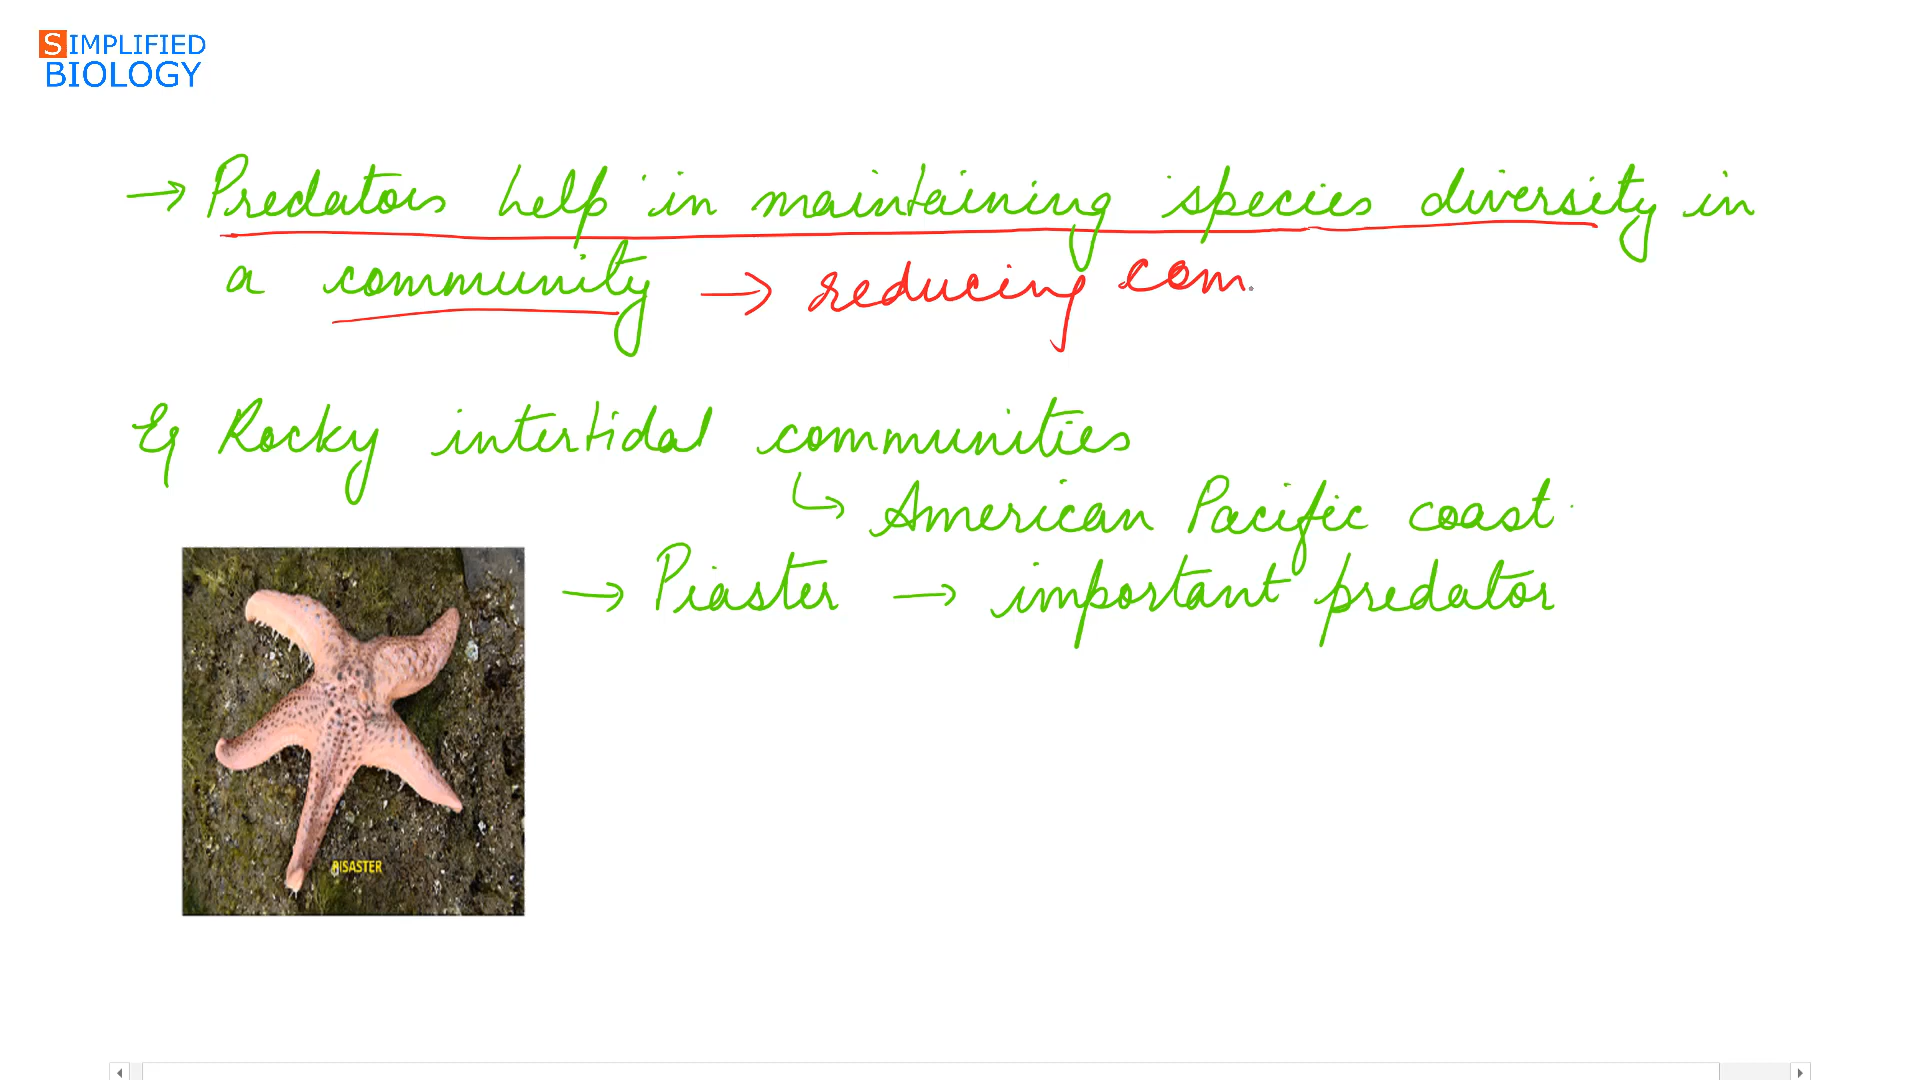 SIMPLIFIED
BIOLOGY
→ Predators help in maintaining species diversity in
a community → reducing com
Eg Rocky intertidal communities
↳ American Pacific coast
→ Piaster → important predator
PISASTER